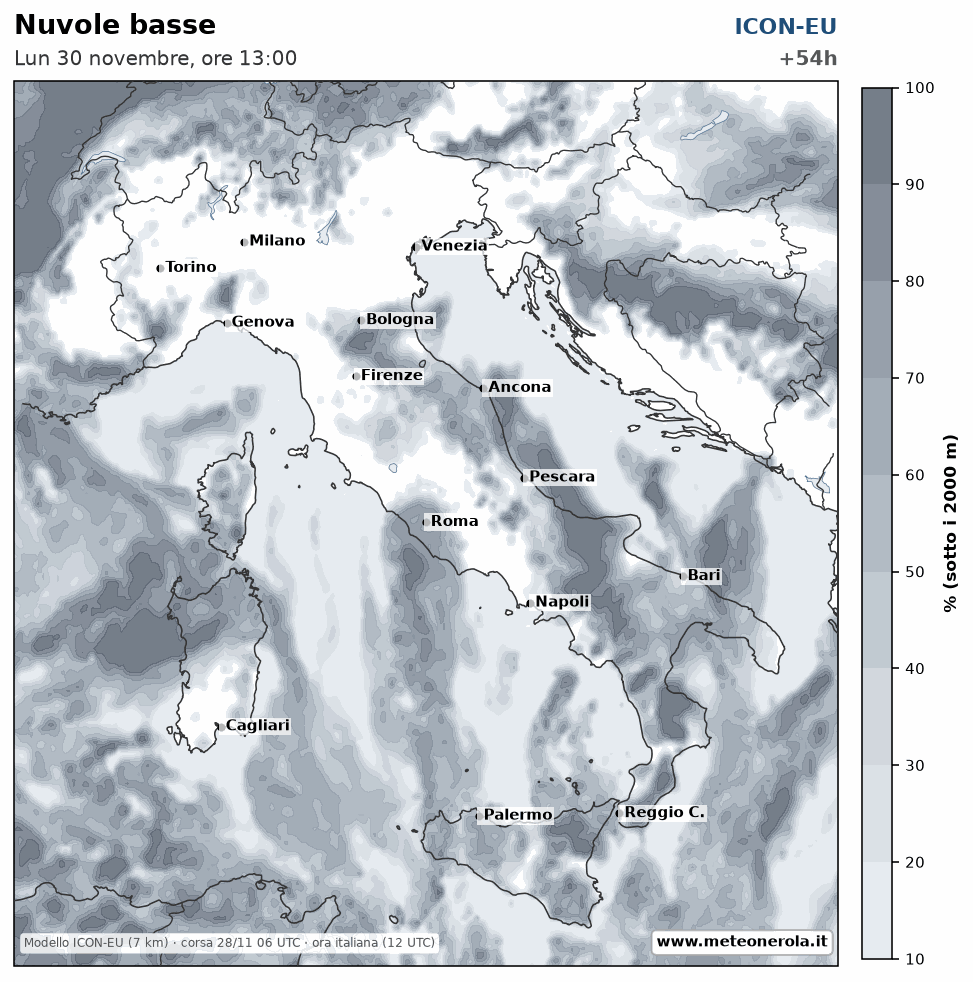 Nuvole basse
ICON-EU
Lun 30 novembre, ore 13:00
+54h
100
90
80
70
60
50
40
30
20
10
% (sotto i 2000 m)
Milano
Venezia
Torino
Genova
Bologna
Firenze
Ancona
Pescara
Roma
Bari
Napoli
Cagliari
Palermo
Reggio C.
Modello ICON-EU (7 km) · corsa 28/11 06 UTC · ora italiana (12 UTC)
www.meteonerola.it